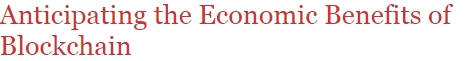 Anticipating the Economic Benefits of
Blockchain